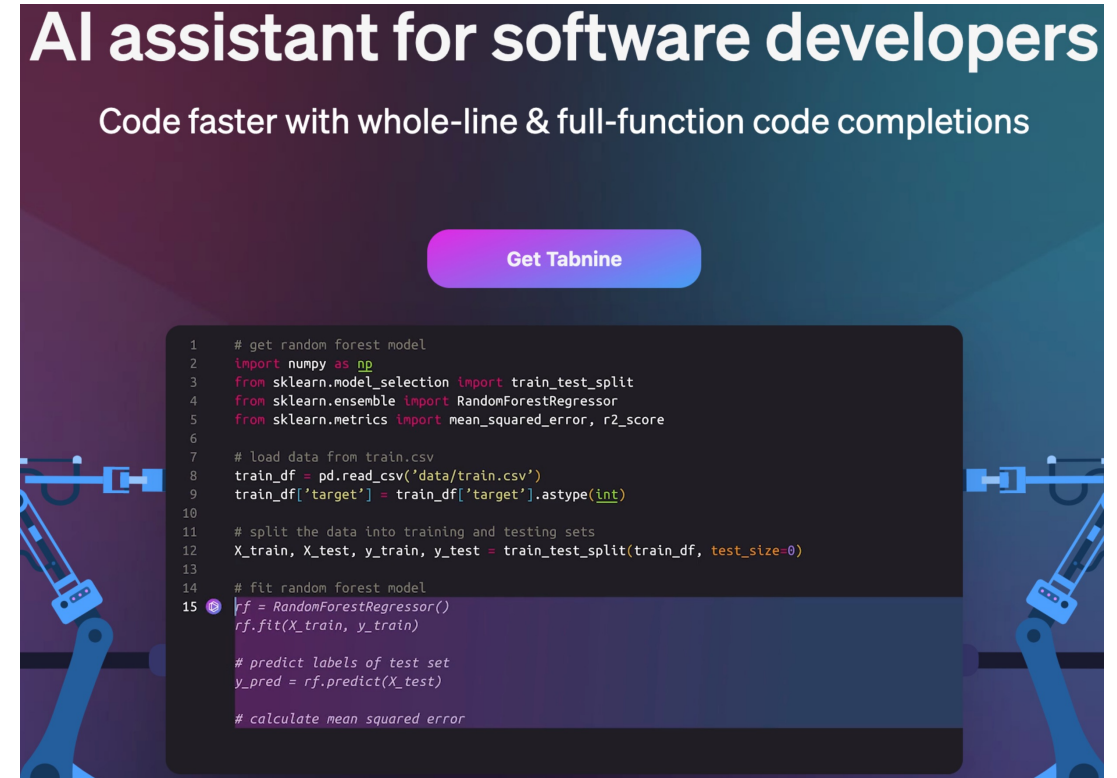 AI assistant for software developers
Code faster with whole-line & full-function code completions
Get Tabnine
1 # get random forest model
2 import numpy as np
3 from sklearn.model_selection import train_test_split
4 from sklearn.ensemble import RandomForestRegressor
5 from sklearn.metrics import mean_squared_error, r2_score
6
7 # load data from train.csv
8 train_df = pd.read_csv(’data/train.csv’)
9 train_df[’target’] = train_df[’target’].astype(int)
10
11 # split the data into training and testing sets
12 X_train, X_test, y_train, y_test = train_test_split(train_df, test_size=0)
13
14 # fit random forest model
15 rf = RandomForestRegressor()
rf.fit(X_train, y_train)
# predict labels of test set
y_pred = rf.predict(X_test)
# calculate mean squared error